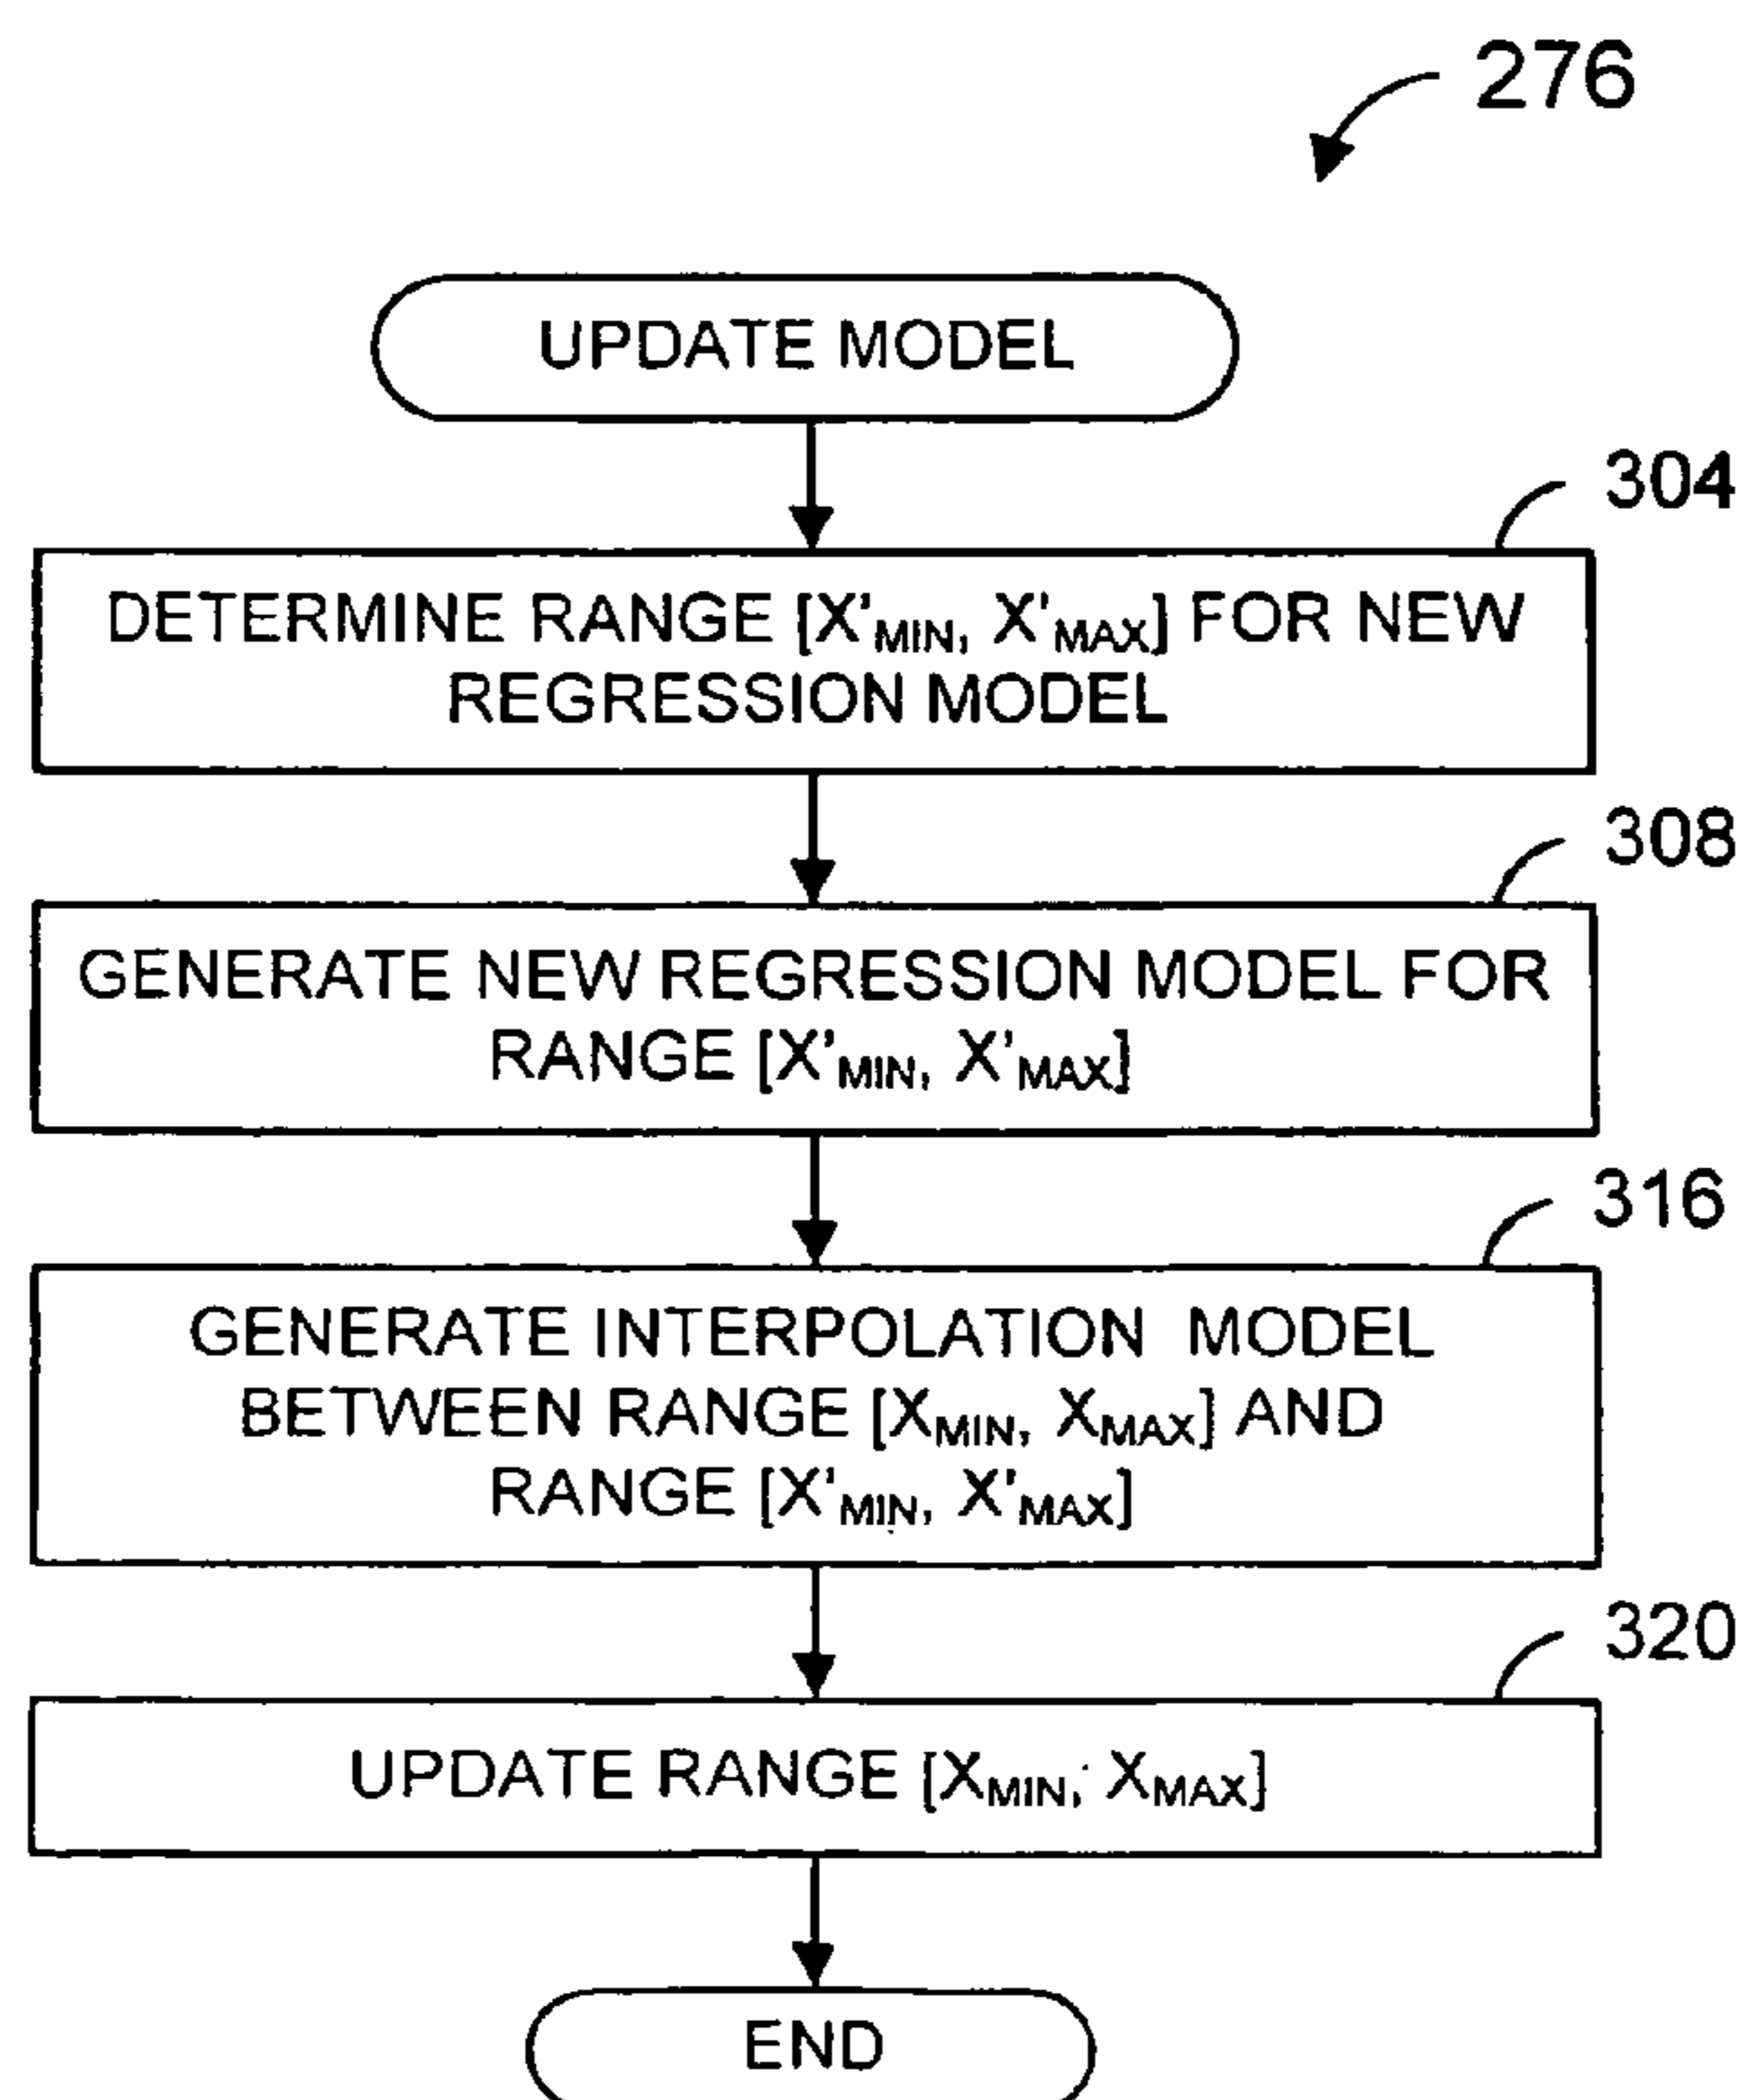 276
UPDATE MODEL
304
DETERMINE RANGE [X'MIN, X'MAX] FOR NEW
REGRESSION MODEL
308
GENERATE NEW REGRESSION MODEL FOR
RANGE [X'MIN, X'MAX]
316
GENERATE INTERPOLATION MODEL
BETWEEN RANGE [XMIN, XMAX] AND
RANGE [X'MIN, X'MAX]
320
UPDATE RANGE [XMIN, XMAX]
END